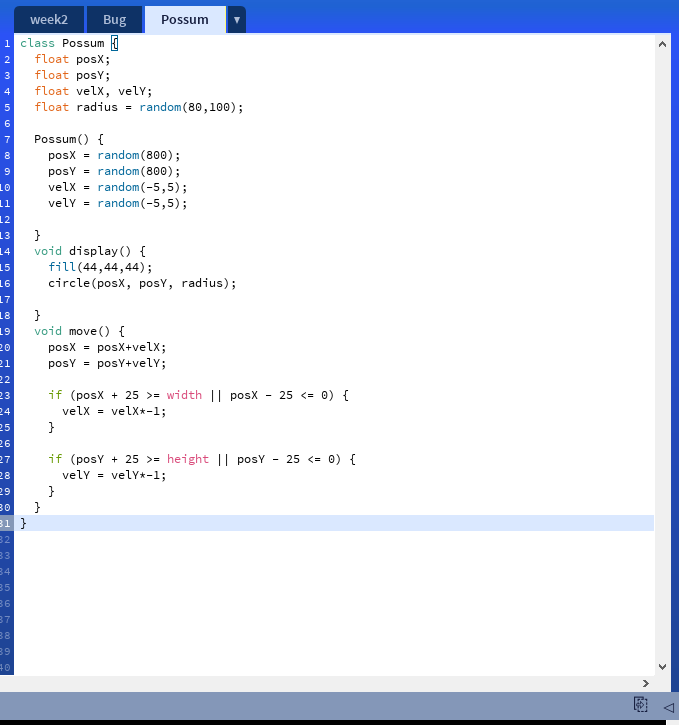 week2 Bug Possum ▼
1 class Possum {
2 float posX;
3 float posY;
4 float velX, velY;
5 float radius = random(80,100);
6
7 Possum() {
8 posX = random(800);
9 posY = random(800);
10 velX = random(-5,5);
11 velY = random(-5,5);
12
13 }
14 void display() {
15 fill(44,44,44);
16 circle(posX, posY, radius);
17
18 }
19 void move() {
20 posX = posX+velX;
21 posY = posY+velY;
22
23 if (posX + 25 >= width || posX - 25 <= 0) {
24 velX = velX*-1;
25 }
26
27 if (posY + 25 >= height || posY - 25 <= 0) {
28 velY = velY*-1;
29 }
30 }
31 }
32
33
34
35
36
37
38
39
40